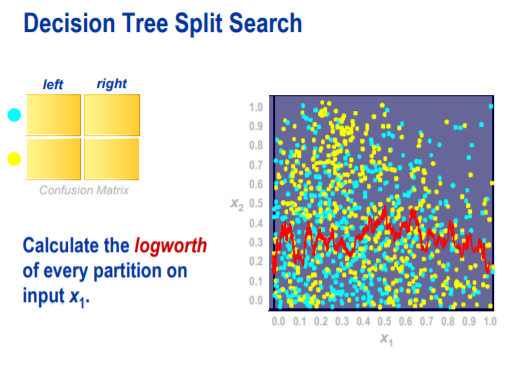 Decision Tree Split Search
left right
Confusion Matrix
Calculate the logworth
of every partition on
input x₁.
1.0
0.9
0.8
0.7
0.6
x₂ 0.5
0.4
0.3
0.2
0.1
0.0
0.0 0.1 0.2 0.3 0.4 0.5 0.6 0.7 0.8 0.9 1.0
x₁